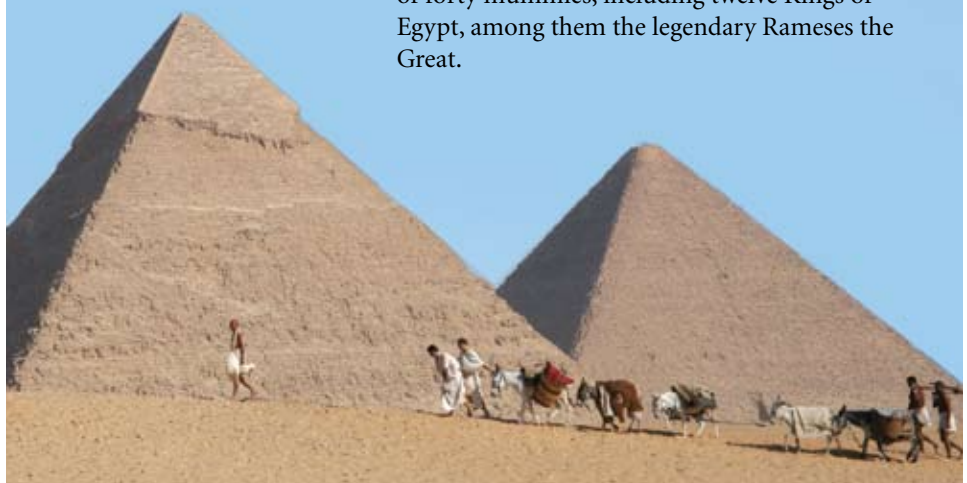 of forty mummies, including twelve Kings of
Egypt, among them the legendary Rameses the
Great.